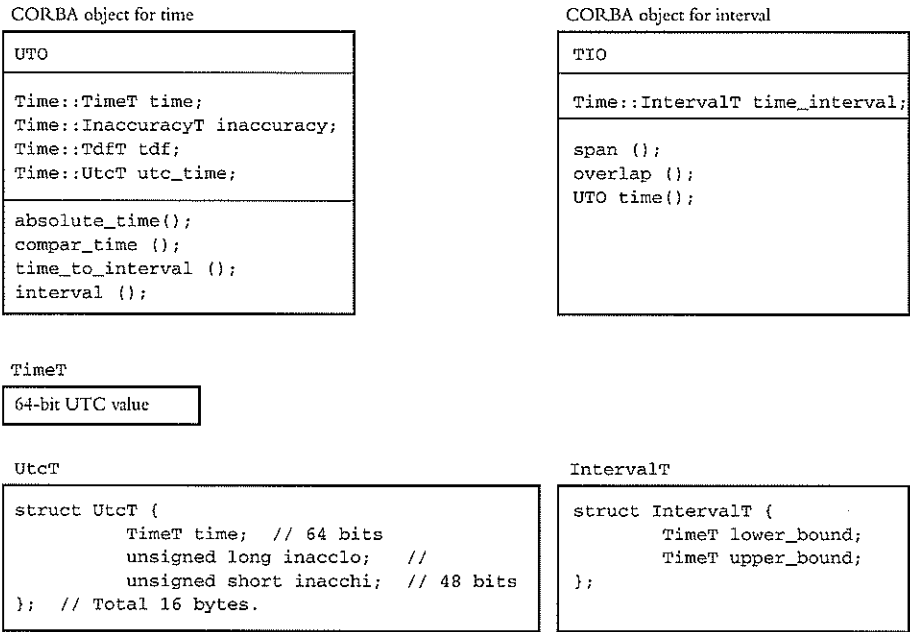 CORBA object for time
UTO
Time::TimeT time;
Time::InaccuracyT inaccuracy;
Time::TdfT tdf;
Time::UtcT utc_time;
absolute_time();
compar_time ();
time_to_interval ();
interval ();
CORBA object for interval
TIO
Time::IntervalT time_interval;
span ();
overlap ();
UTO time();
TimeT
64-bit UTC value
UtcT
struct UtcT {
TimeT time; // 64 bits
unsigned long inacclo; //
unsigned short inacchi; // 48 bits
}; // Total 16 bytes.
IntervalT
struct IntervalT {
TimeT lower_bound;
TimeT upper_bound;
};